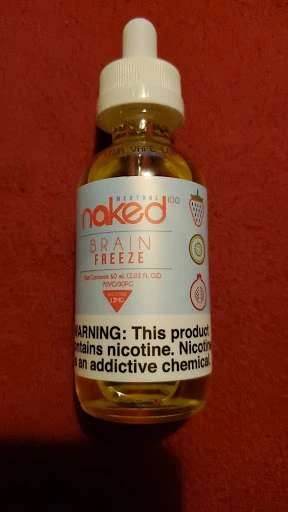 MENTHOL
naked 100
BRAIN
FREEZE
Net Contents 60 mL (2.02 FL OZ)
70VG/30PG
12MG
WARNING: This product
contains nicotine. Nicotine
is an addictive chemical.